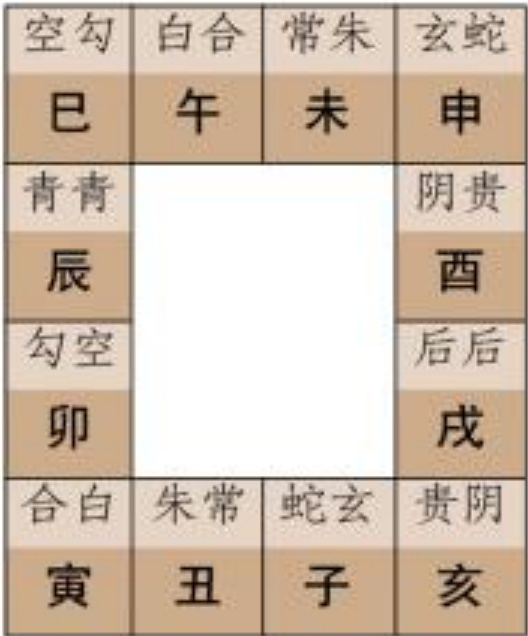 空勾 白合 常朱 玄蛇
巳 午 未 申
青青 阴贵
辰 酉
勾空 后后
卯 戌
合白 朱常 蛇玄 贵阴
寅 丑 子 亥